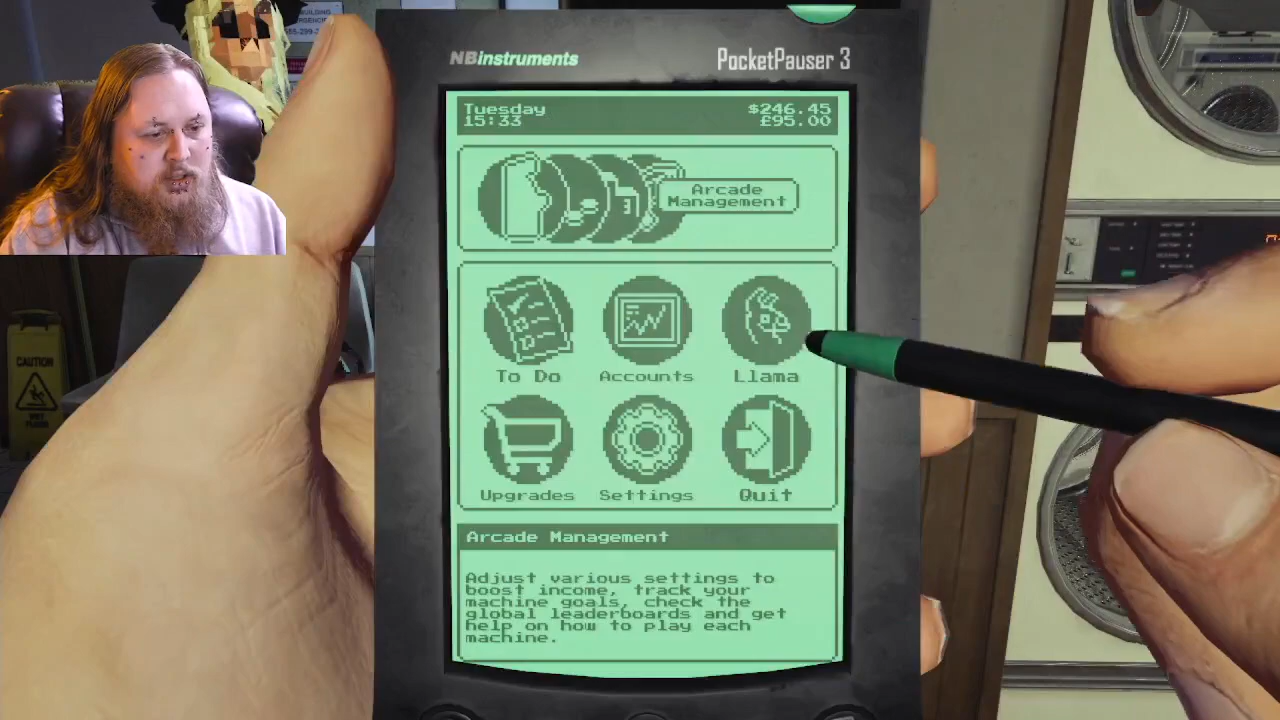 NBinstruments
PocketPauser 3
Tuesday
15:33
$246.45
£95.00
Arcade
Management
To Do
Accounts
Llama
Upgrades
Settings
Quit
Arcade Management
Adjust various settings to
boost income, track your
machine goals, check the
global leaderboards and get
help on how to play each
machine.
CAUTION